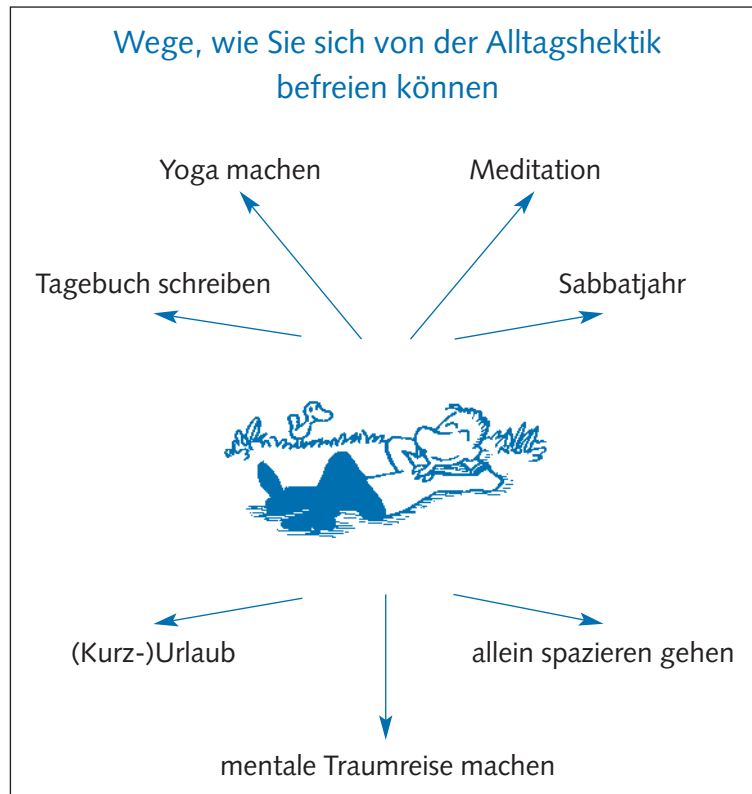 Wege, wie Sie sich von der Alltagshektik
befreien können
Yoga machen
Meditation
Tagebuch schreiben
Sabbatjahr
(Kurz-)Urlaub
allein spazieren gehen
mentale Traumreise machen